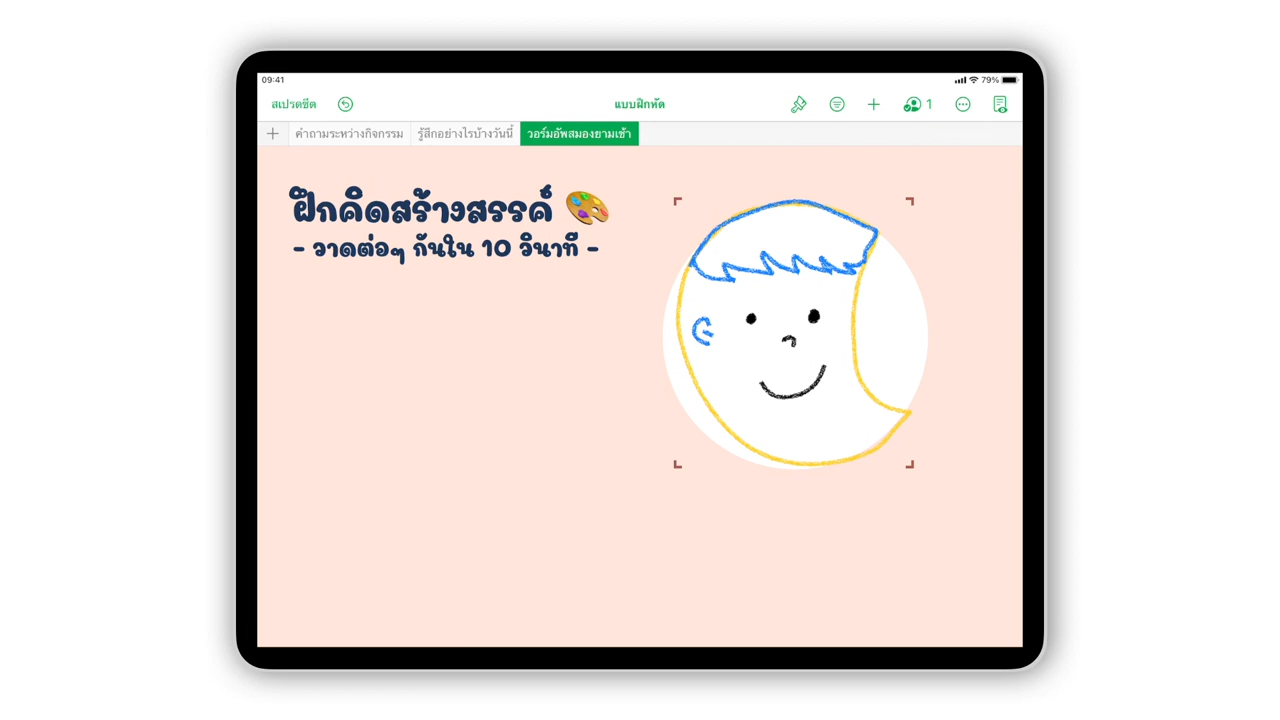 09:41
79%
สเปรดชีต
แบบฝึกหัด
1
คำถามระหว่างกิจกรรม
รู้สึกอย่างไรบ้างวันนี้
วอร์มอัพสมองยามเช้า
ฝึกคิดสร้างสรรค์ 🎨
- วาดต่อๆ กันใน 10 วินาที -